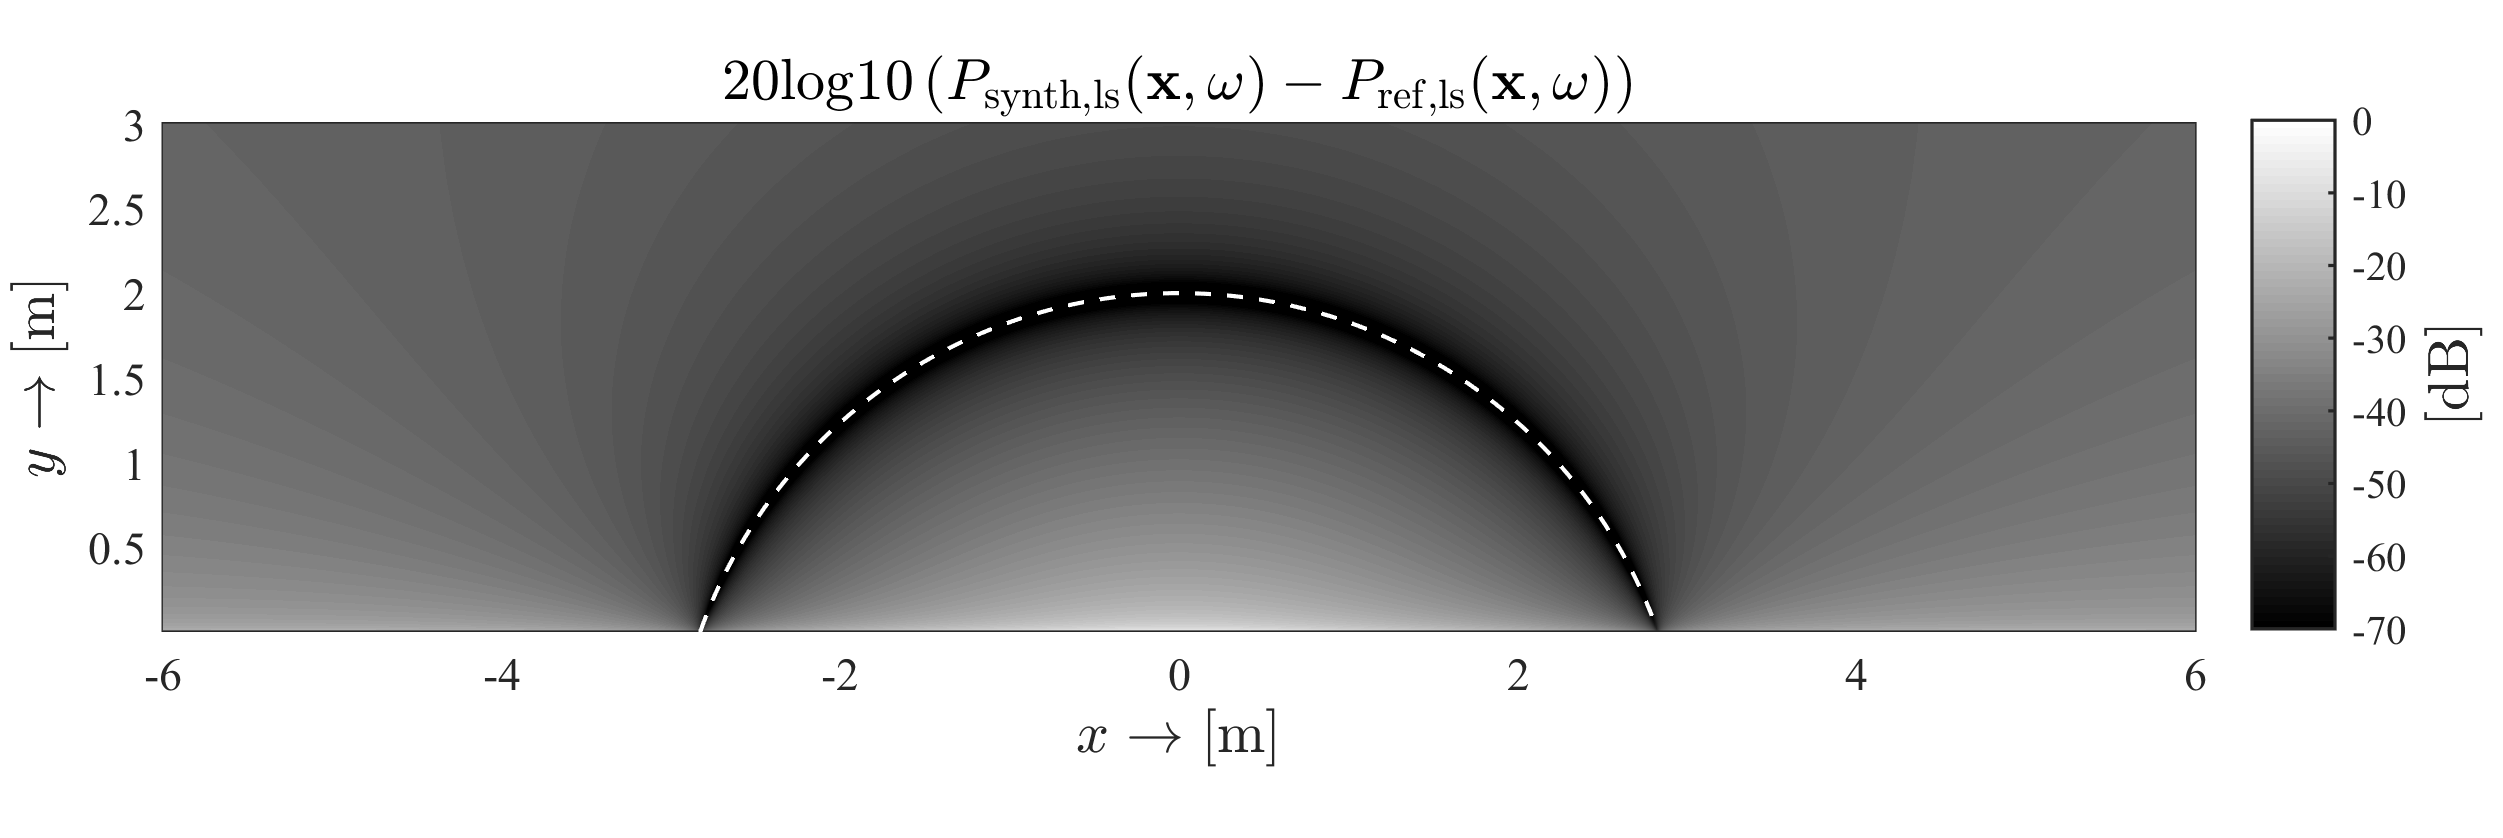 20log10 (P_synth,ls(x, ω) − P_ref,ls(x, ω))
3
2.5
2
1.5
1
0.5
y → [m]
-6 -4 -2 0 2 4 6
x → [m]
0
-10
-20
-30
-40
-50
-60
-70
[dB]